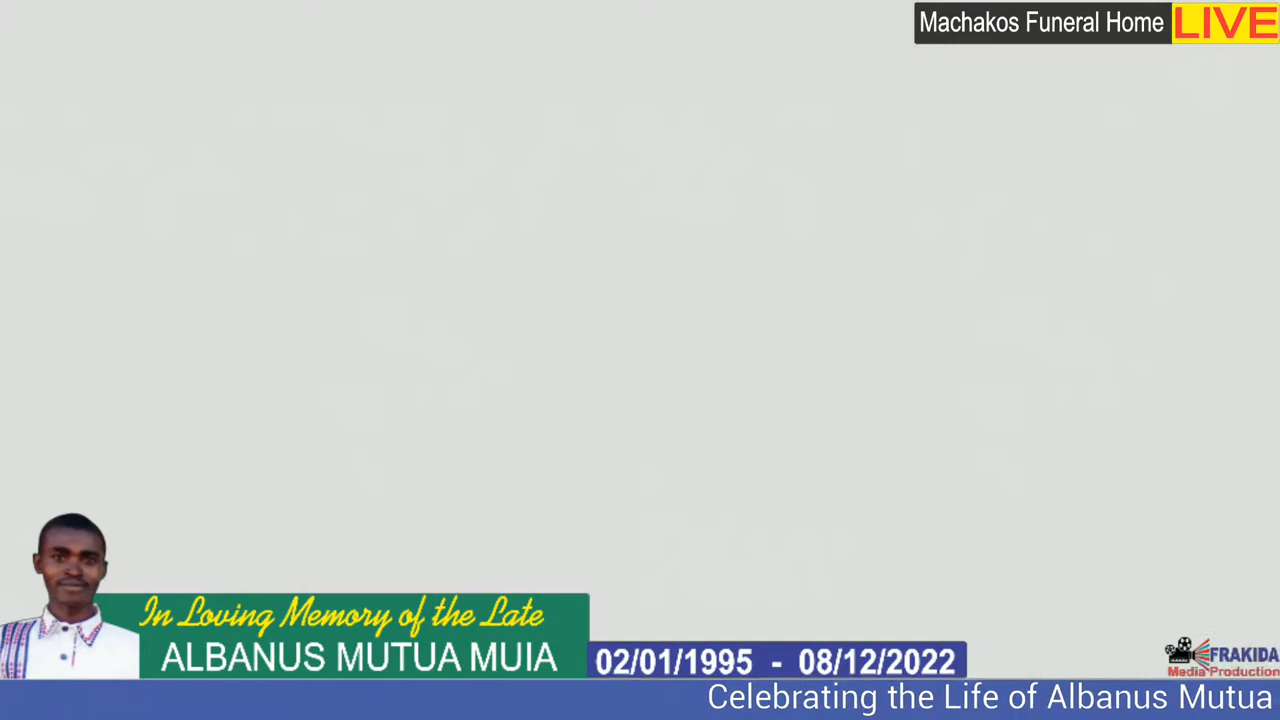 Machakos Funeral Home LIVE
In Loving Memory of the Late
ALBANUS MUTUA MUIA
02/01/1995 - 08/12/2022
FRAKIDA
Media Production
Celebrating the Life of Albanus Mutua